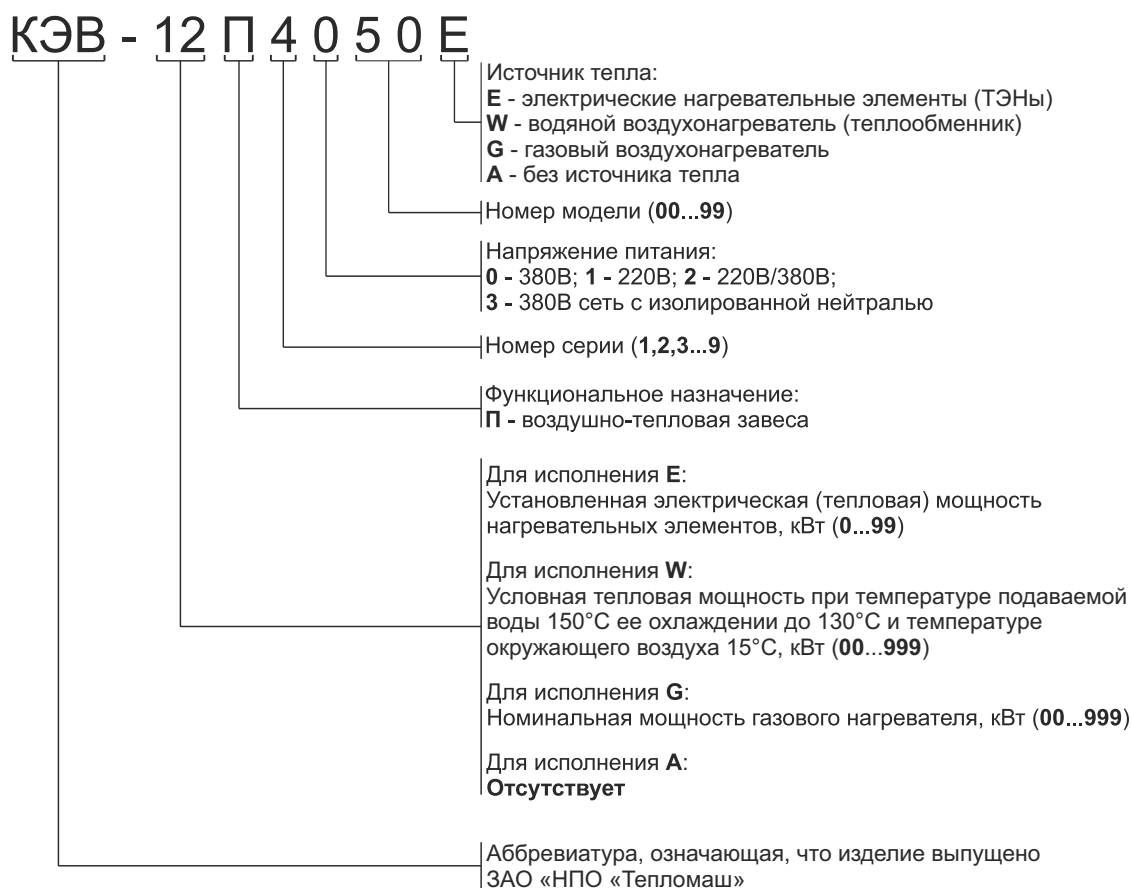 КЭВ - 12 П 4 0 5 0 Е
Источник тепла:
Е - электрические нагревательные элементы (ТЭНы)
W - водяной воздухонагреватель (теплообменник)
G - газовый воздухонагреватель
А - без источника тепла
Номер модели (00...99)
Напряжение питания:
0 - 380В; 1 - 220В; 2 - 220В/380В;
3 - 380В сеть с изолированной нейтралью
Номер серии (1,2,3...9)
Функциональное назначение:
П - воздушно-тепловая завеса
Для исполнения Е:
Установленная электрическая (тепловая) мощность
нагревательных элементов, кВт (0...99)
Для исполнения W:
Условная тепловая мощность при температуре подаваемой
воды 150°С ее охлаждении до 130°С и температуре
окружающего воздуха 15°С, кВт (00...999)
Для исполнения G:
Номинальная мощность газового нагревателя, кВт (00...999)
Для исполнения А:
Отсутствует
Аббревиатура, означающая, что изделие выпущено
ЗАО «НПО «Тепломаш»